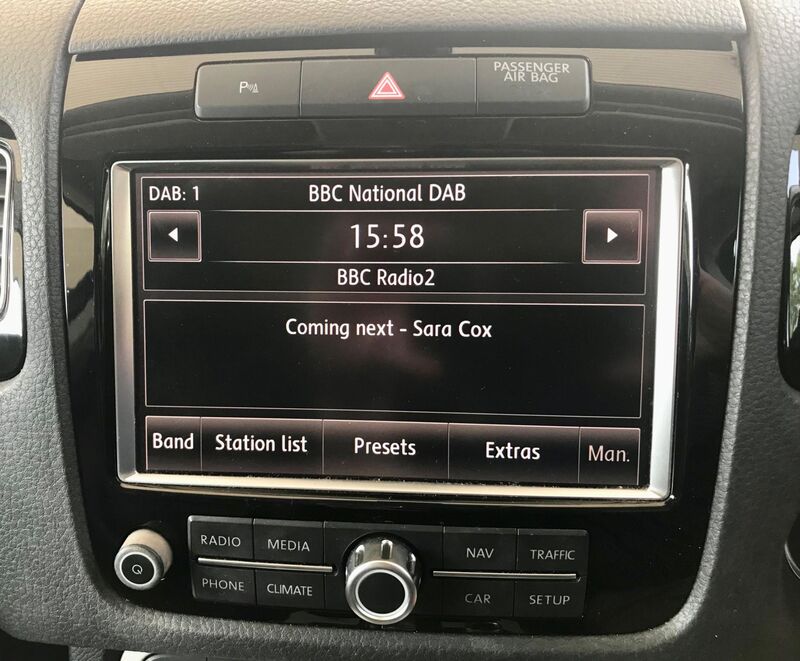 P
PASSENGER
AIR BAG
DAB: 1
BBC National DAB
15:58
BBC Radio2
Coming next - Sara Cox
Band
Station list
Presets
Extras
Man.
RADIO
MEDIA
NAV
TRAFFIC
PHONE
CLIMATE
CAR
SETUP